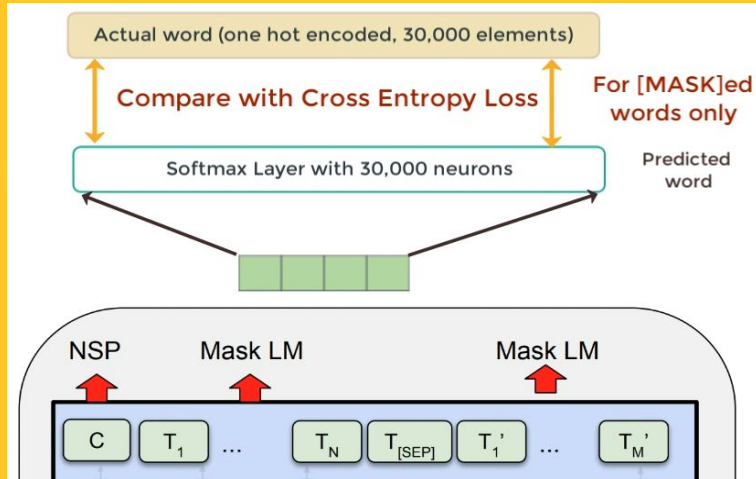 Actual word (one hot encoded, 30,000 elements)
Compare with Cross Entropy Loss
For [MASK]ed
words only
Softmax Layer with 30,000 neurons
Predicted
word
NSP
Mask LM
Mask LM
C
T1
...
TN
T[SEP]
T1'
...
TM'